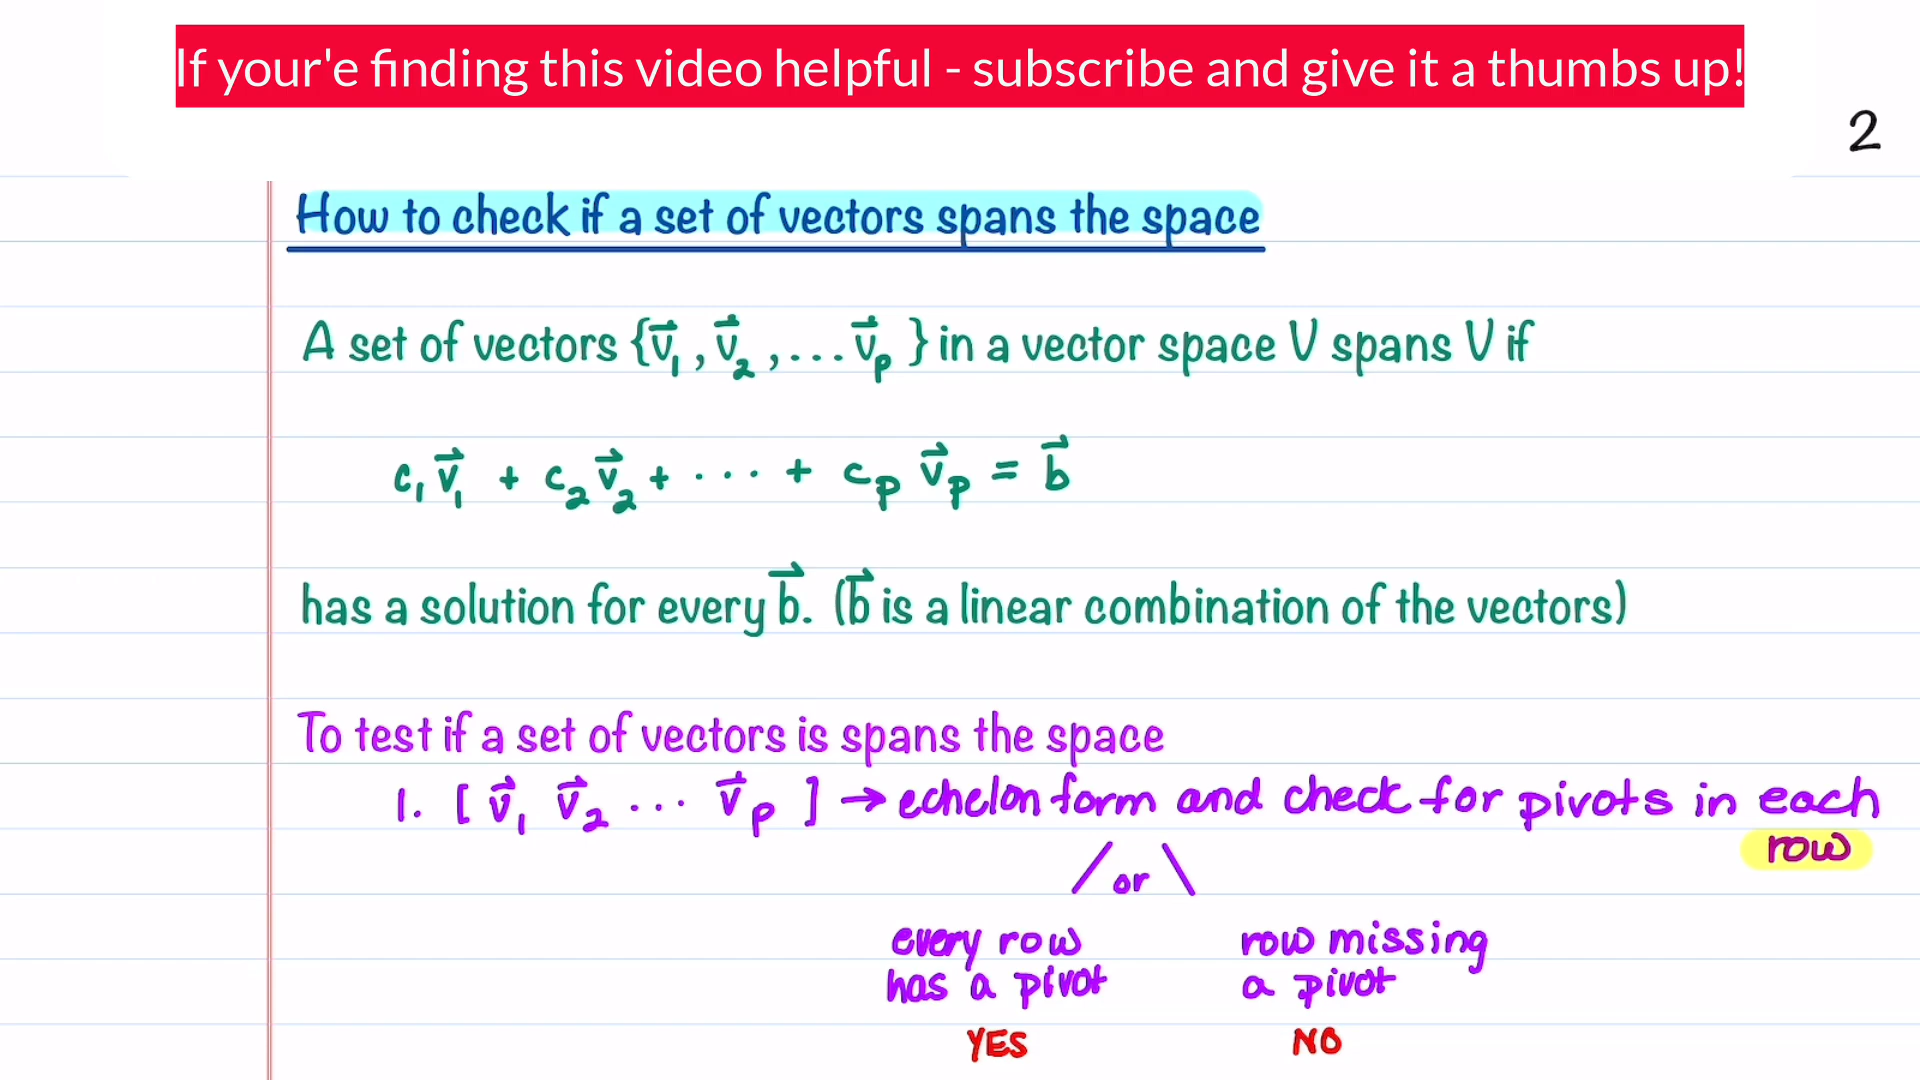 If your'e finding this video helpful - subscribe and give it a thumbs up!
2
How to check if a set of vectors spans the space
A set of vectors {v⃗₁, v⃗₂, ... v⃗ₚ} in a vector space V spans V if
c₁v⃗₁ + c₂v⃗₂ + ... + cₚv⃗ₚ = b⃗
has a solution for every b⃗. (b⃗ is a linear combination of the vectors)
To test if a set of vectors is spans the space
1. [v⃗₁ v⃗₂ ... v⃗ₚ] → echelon form and check for pivots in each
row
/ or \
every row row missing
has a pivot a pivot
YES NO